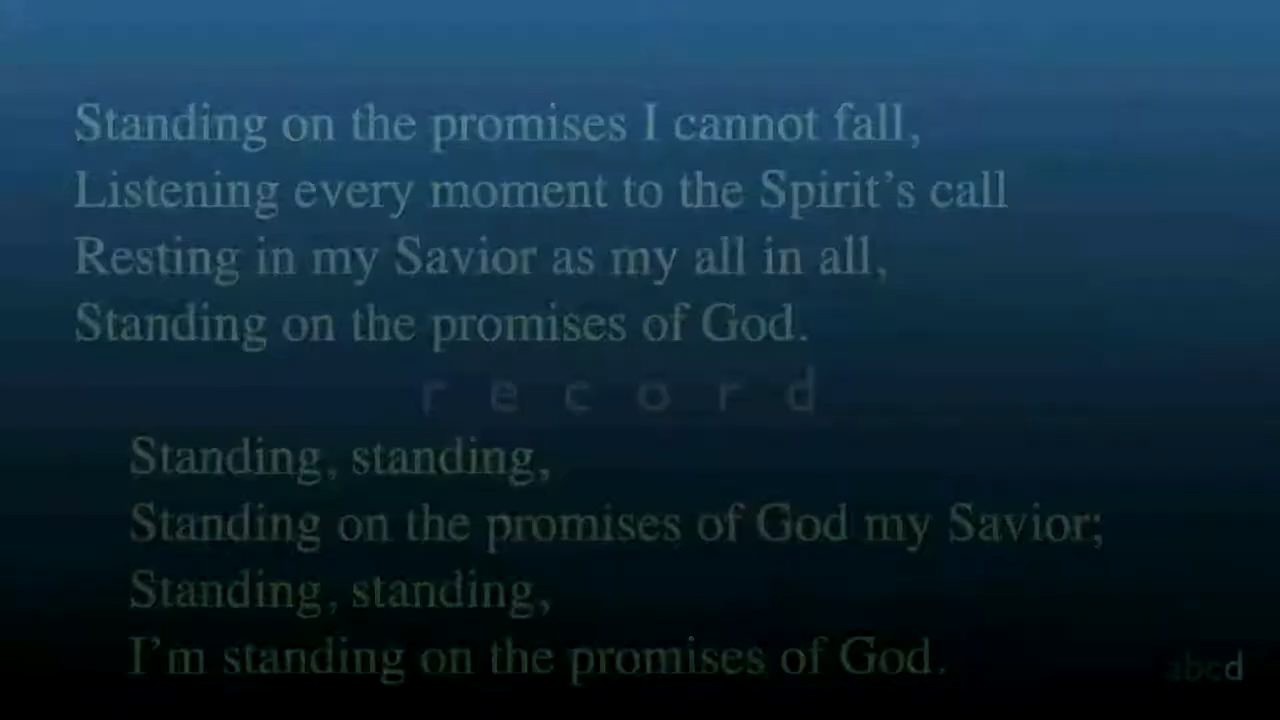 Standing on the promises I cannot fall,
Listening every moment to the Spirit’s call
Resting in my Savior as my all in all,
Standing on the promises of God.
r e c o r d
Standing, standing,
Standing on the promises of God my Savior;
Standing, standing,
I’m standing on the promises of God.
abcd